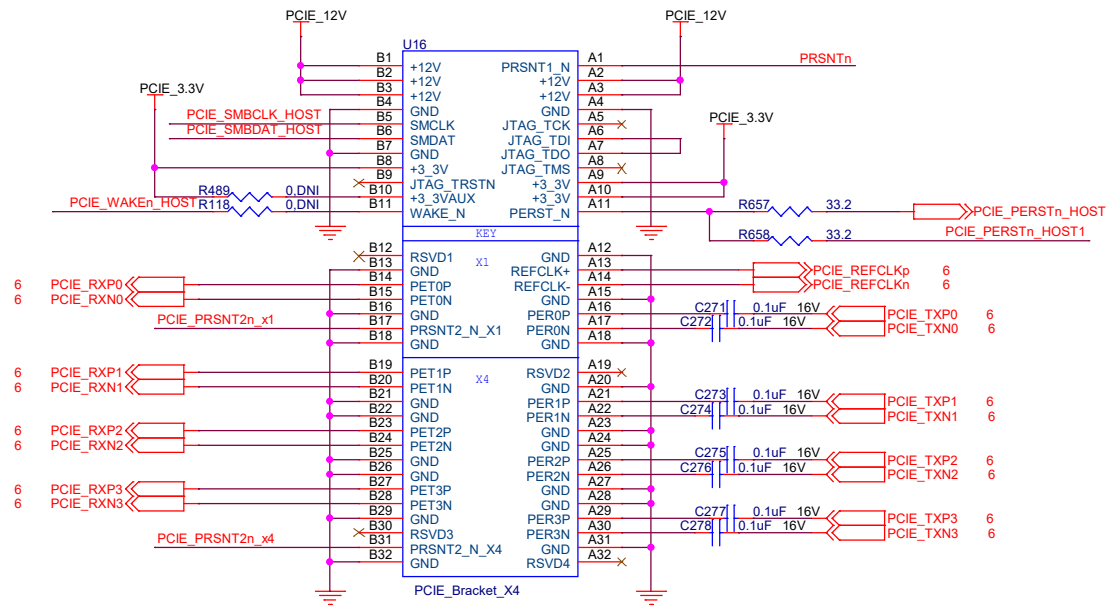 PCIE_12V PCIE_12V
U16
B1 +12V PRSNT1_N A1 PRSNTn
B2 +12V +12V A2
B3 +12V +12V A3
PCIE_3.3V B4 GND GND A4
PCIE_SMBCLK_HOST B5 SMCLK JTAG_TCK A5 PCIE_3.3V
PCIE_SMBDAT_HOST B6 SMDAT JTAG_TDI A6
B7 GND JTAG_TDO A7
B8 +3_3V JTAG_TMS A8
B9 JTAG_TRSTN +3_3V A9
R489 0,DNI B10 +3_3VAUX +3_3V A10
PCIE_WAKEn_HOST R118 0,DNI B11 WAKE_N PERST_N A11 R657 33.2 PCIE_PERSTn_HOST
KEY R658 33.2 PCIE_PERSTn_HOST1
B12 RSVD1 X1 GND A12
B13 GND REFCLK+ A13 PCIE_REFCLKp 6
6 PCIE_RXP0 B14 PET0P REFCLK- A14 PCIE_REFCLKn 6
6 PCIE_RXN0 B15 PET0N GND A15
B16 GND PER0P A16 C271 0.1uF 16V PCIE_TXP0 6
PCIE_PRSNT2n_x1 B17 PRSNT2_N_X1 PER0N A17 C272 0.1uF 16V PCIE_TXN0 6
B18 GND GND A18
6 PCIE_RXP1 B19 PET1P X4 RSVD2 A19
6 PCIE_RXN1 B20 PET1N GND A20
B21 GND PER1P A21 C273 0.1uF 16V PCIE_TXP1 6
B22 GND PER1N A22 C274 0.1uF 16V PCIE_TXN1 6
6 PCIE_RXP2 B23 PET2P GND A23
6 PCIE_RXN2 B24 PET2N GND A24
B25 GND PER2P A25 C275 0.1uF 16V PCIE_TXP2 6
B26 GND PER2N A26 C276 0.1uF 16V PCIE_TXN2 6
6 PCIE_RXP3 B27 PET3P GND A27
6 PCIE_RXN3 B28 PET3N GND A28
B29 GND PER3P A29 C277 0.1uF 16V PCIE_TXP3 6
B30 RSVD3 PER3N A30 C278 0.1uF 16V PCIE_TXN3 6
PCIE_PRSNT2n_x4 B31 PRSNT2_N_X4 GND A31
B32 GND RSVD4 A32
PCIE_Bracket_X4